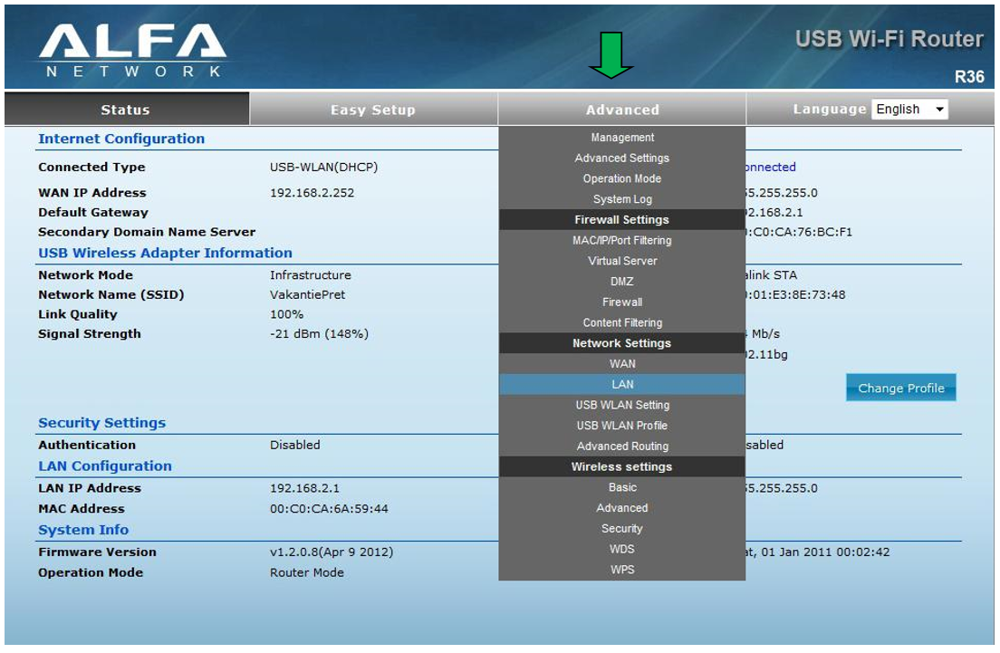 ALFA
NETWORK
USB Wi-Fi Router
R36
Status Easy Setup Advanced Language English
Internet Configuration Management
Advanced Settings
Connected Type USB-WLAN(DHCP)
Operation Mode
WAN IP Address 192.168.2.252 System Log 5.255.255.0
Default Gateway Firewall Settings 2.168.2.1
Secondary Domain Name Server MAC/IP/Port Filtering :C0:CA:76:BC:F1
USB Wireless Adapter Information Virtual Server
Network Mode Infrastructure DMZ alink STA
Network Name (SSID) VakantiePret Firewall :01:E3:8E:73:48
Link Quality 100% Content Filtering
Signal Strength -21 dBm (148%) Network Settings Mb/s
WAN 2.11bg
LAN Change Profile
USB WLAN Setting
Security Settings USB WLAN Profile
Authentication Disabled Advanced Routing sabled
LAN Configuration Wireless settings
LAN IP Address 192.168.2.1 Basic 5.255.255.0
MAC Address 00:C0:CA:6A:59:44 Advanced
System Info Security
Firmware Version v1.2.0.8(Apr 9 2012) WDS at, 01 Jan 2011 00:02:42
Operation Mode Router Mode WPS